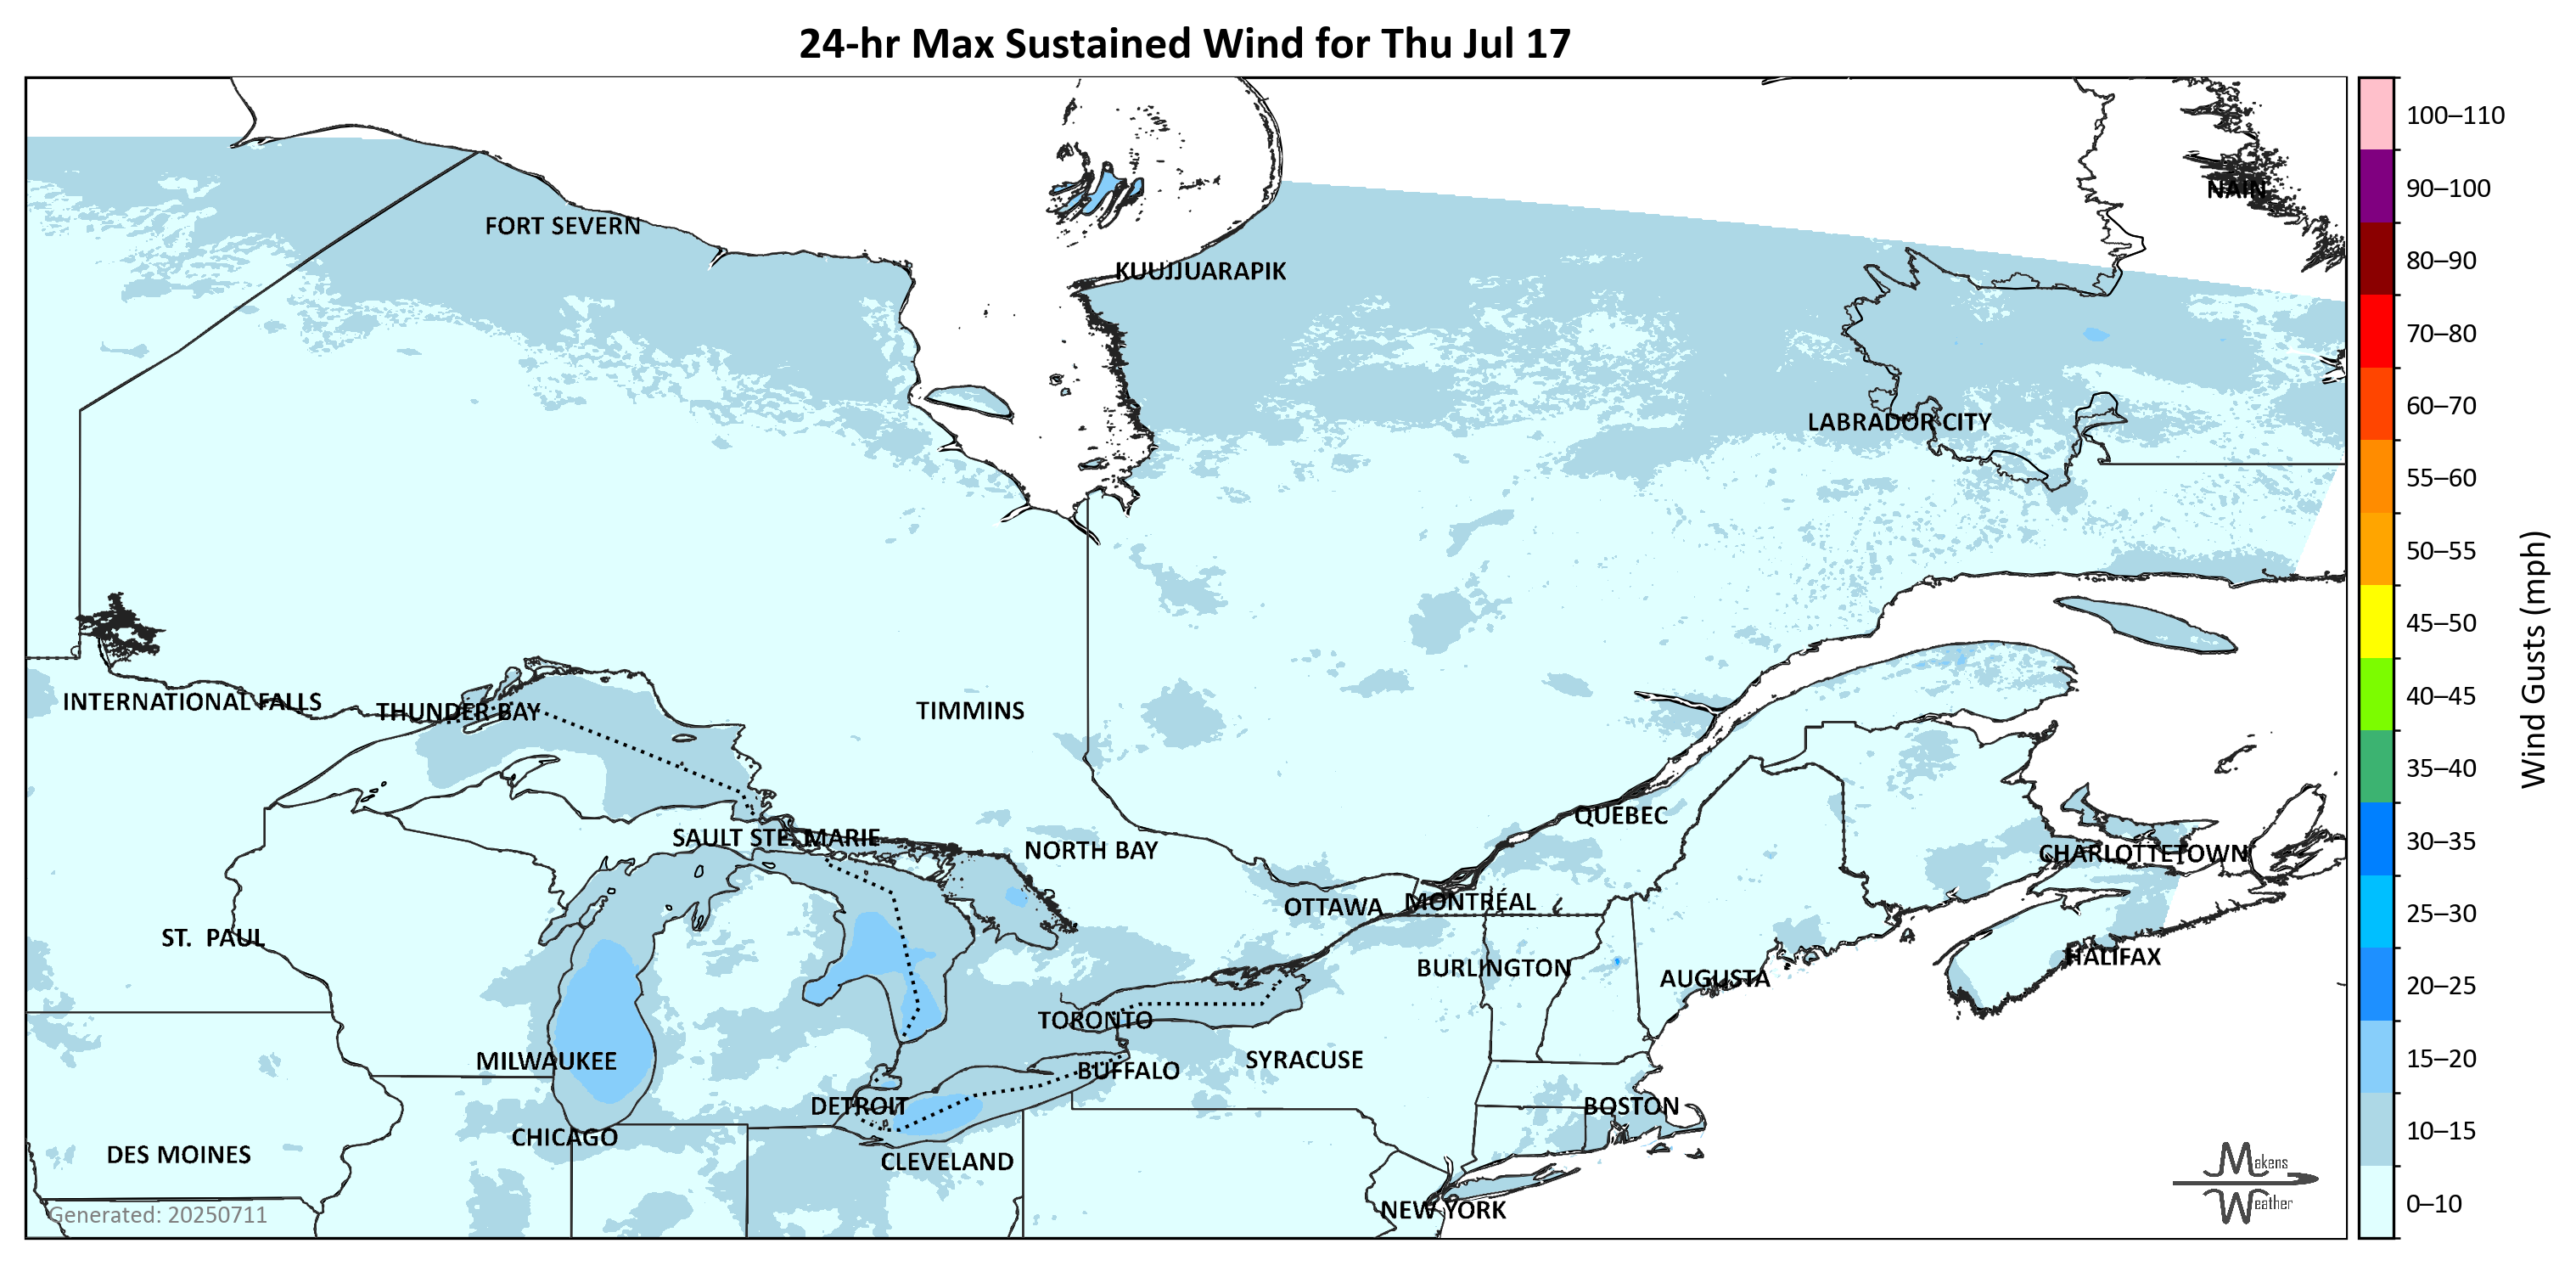 24-hr Max Sustained Wind for Thu Jul 17
100–110
90–100
NAIN
FORT SEVERN
80–90
KUUJJUARAPIK
70–80
60–70
LABRADOR CITY
55–60
50–55
45–50
Wind Gusts (mph)
40–45
INTERNATIONAL FALLS
THUNDER BAY
TIMMINS
35–40
QUÉBEC
30–35
SAULT STE. MARIE
NORTH BAY
CHARLOTTETOWN
OTTAWA
MONTRÉAL
25–30
ST. PAUL
HALIFAX
BURLINGTON
AUGUSTA
20–25
TORONTO
MILWAUKEE
SYRACUSE
15–20
BUFFALO
DETROIT
BOSTON
CHICAGO
10–15
DES MOINES
CLEVELAND
Makens
Weather
0–10
NEW YORK
Generated: 20250711